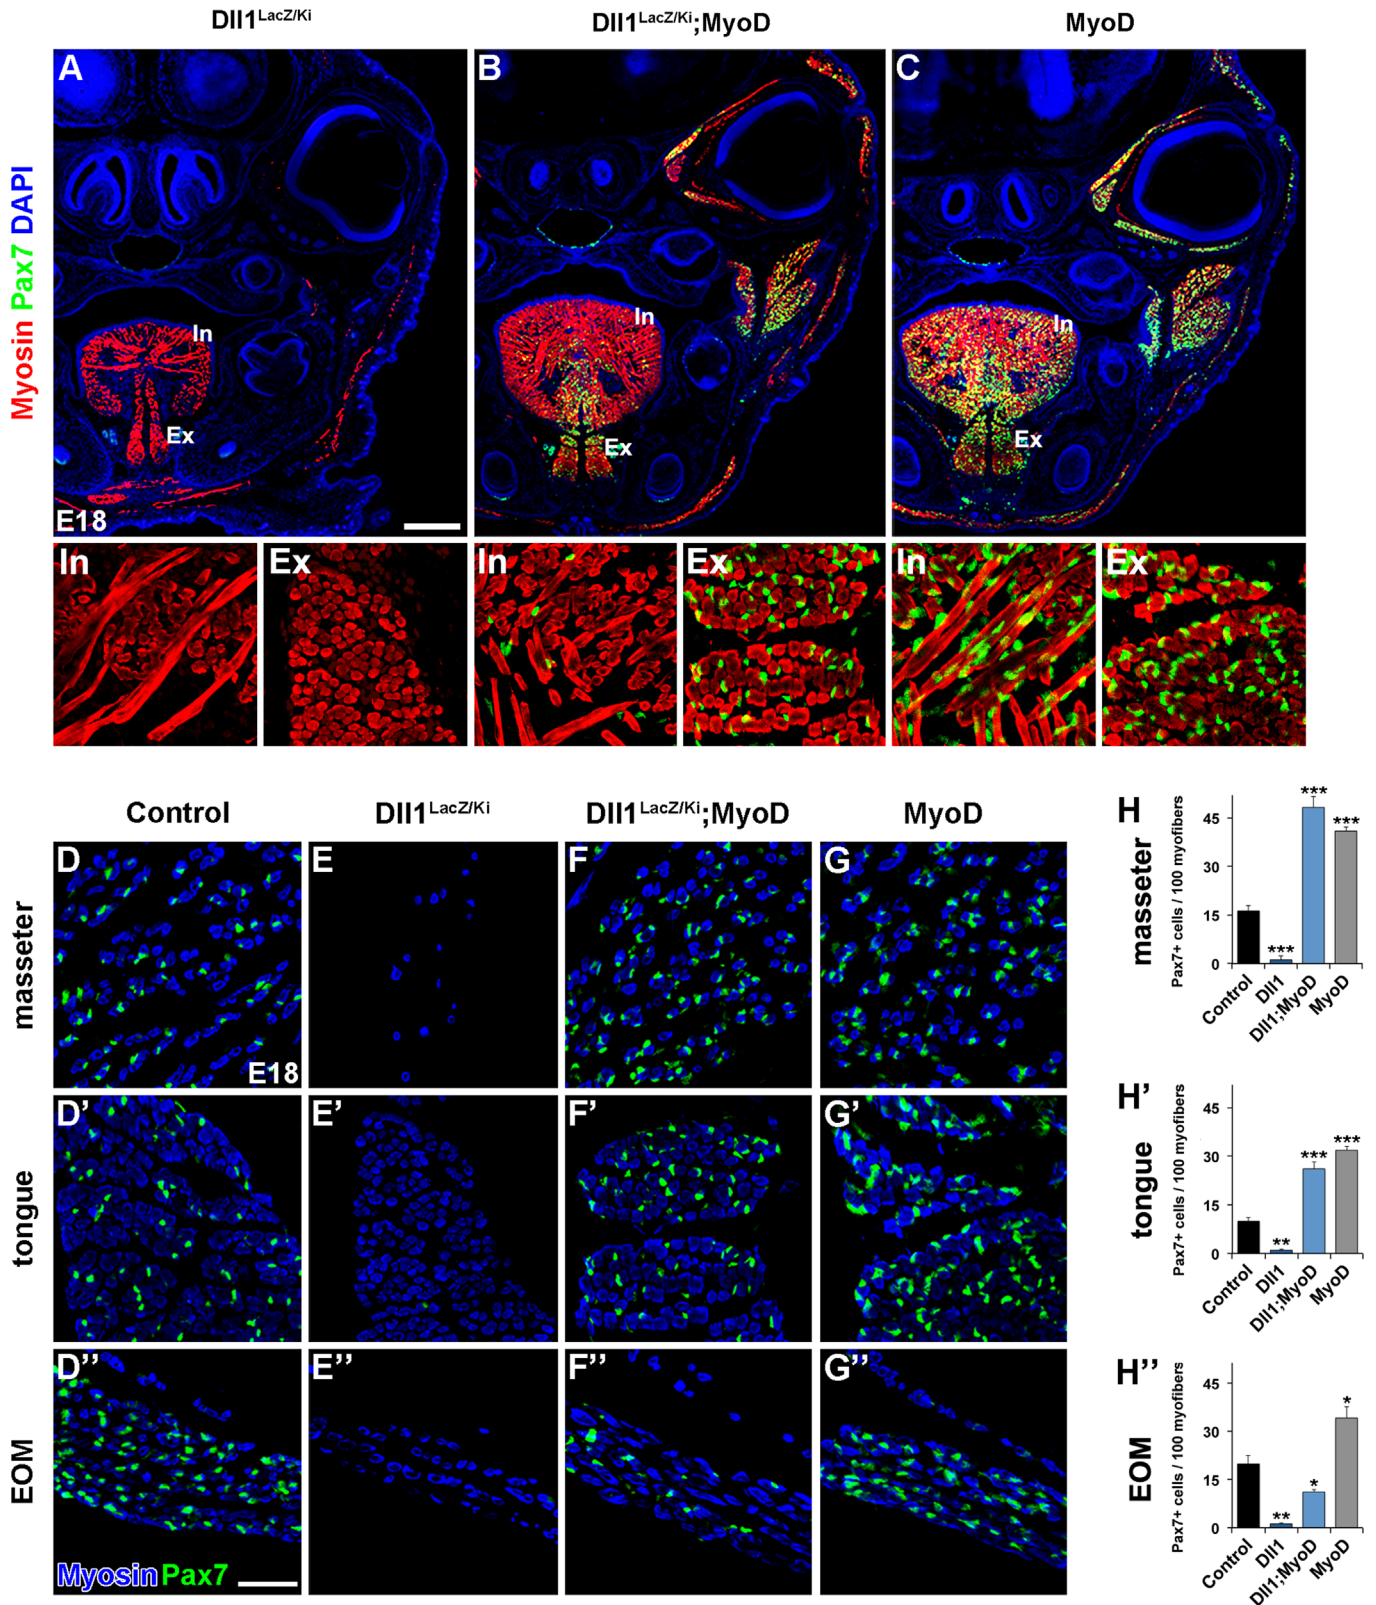 Dll1LacZ/Ki
Dll1LacZ/Ki;MyoD
MyoD
Myosin Pax7 DAPI
A
In
Ex
E18
B
In
Ex
C
In
Ex
In
Ex
In
Ex
In
Ex
Control
Dll1LacZ/Ki
Dll1LacZ/Ki;MyoD
MyoD
masseter
D
E18
E
F
G
tongue
D’
E’
F’
G’
EOM
D’’
Myosin Pax7
E’’
F’’
G’’
H
masseter
Pax7+ cells / 100 myofibers
45
30
15
0
***
***
***
Control
Dll1
Dll1;MyoD
MyoD
H’
tongue
Pax7+ cells / 100 myofibers
45
30
15
0
**
***
***
Control
Dll1
Dll1;MyoD
MyoD
H’’
EOM
Pax7+ cells / 100 myofibers
45
30
15
0
**
*
*
Control
Dll1
Dll1;MyoD
MyoD